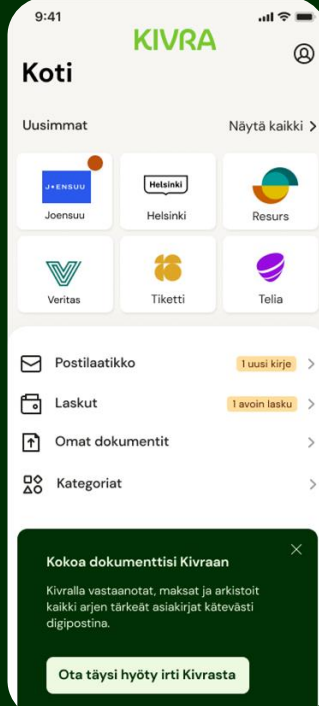 9:41
KIVRA
Koti
Uusimmat
Näytä kaikki
JOENSUU
Helsinki
Joensuu
Helsinki
Resurs
Veritas
Tiketti
Telia
Postilaatikko
1 uusi kirje
Laskut
1 avoin lasku
Omat dokumentit
Kategoriat
Kokoa dokumenttisi Kivraan
Kivralla vastaanotat, maksat ja arkistoit
kaikki arjen tärkeät asiakirjat kätevästi
digipostina.
Ota täysi hyöty irti Kivrasta